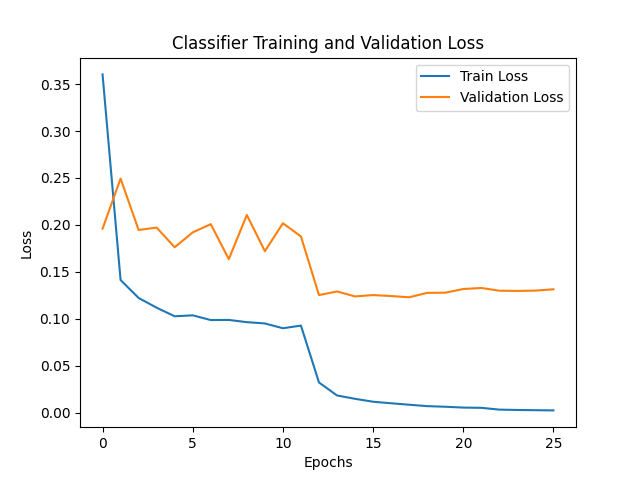 Classifier Training and Validation Loss
Train Loss
Validation Loss
0.35
0.30
0.25
0.20
0.15
0.10
0.05
0.00
Loss
0 5 10 15 20 25
Epochs